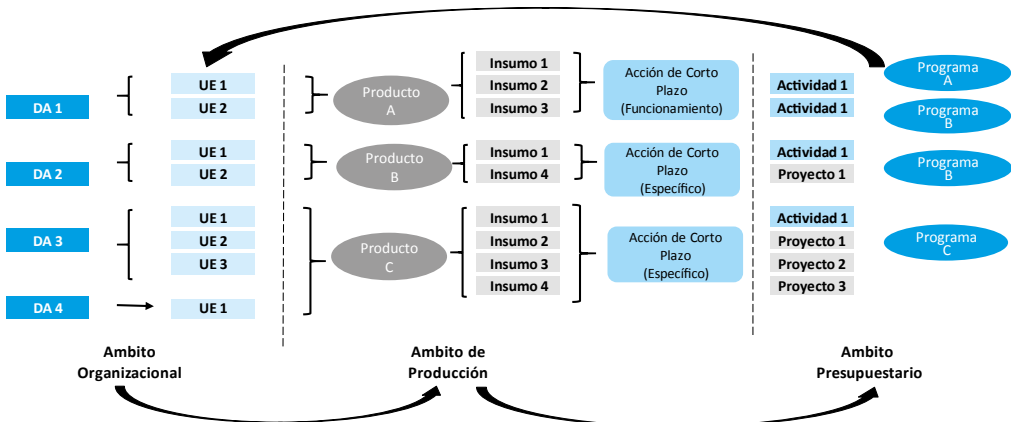 DA 1
DA 2
DA 3
DA 4
UE 1
UE 2
UE 1
UE 2
UE 1
UE 2
UE 3
UE 1
Producto
A
Producto
B
Producto
C
Insumo 1
Insumo 2
Insumo 3
Insumo 1
Insumo 4
Insumo 1
Insumo 2
Insumo 3
Insumo 4
Acción de Corto
Plazo
(Funcionamiento)
Acción de Corto
Plazo
(Específico)
Acción de Corto
Plazo
(Específico)
Actividad 1
Actividad 1
Actividad 1
Proyecto 1
Actividad 1
Proyecto 1
Proyecto 2
Proyecto 3
Programa
A
Programa
B
Programa
B
Programa
C
Ambito
Organizacional
Ambito de
Producción
Ambito
Presupuestario